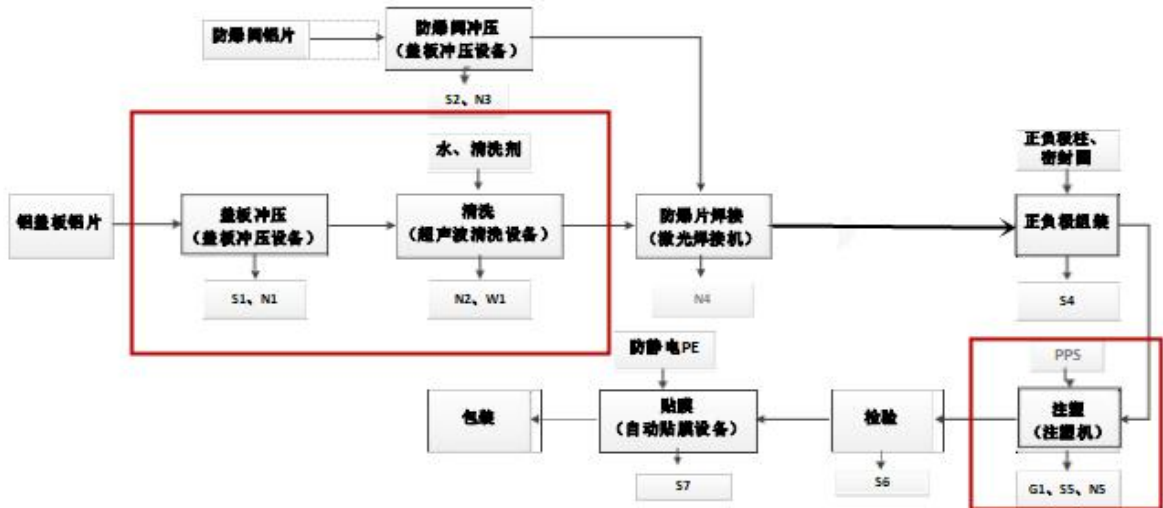 防爆阀铝片
防爆阀冲压
（盖板冲压设备）
S2、N3
水、清洗剂
正负极柱、
密封圈
铝盖板铝片
盖板冲压
（盖板冲压设备）
清洗
（超声波清洗设备）
防爆片焊接
（激光焊接机）
正负极组装
S1、N1
N2、W1
N4
S4
防静电PE
PPS
包装
贴膜
（自动贴膜设备）
检验
注塑
（注塑机）
S7
S6
G1、S5、N5